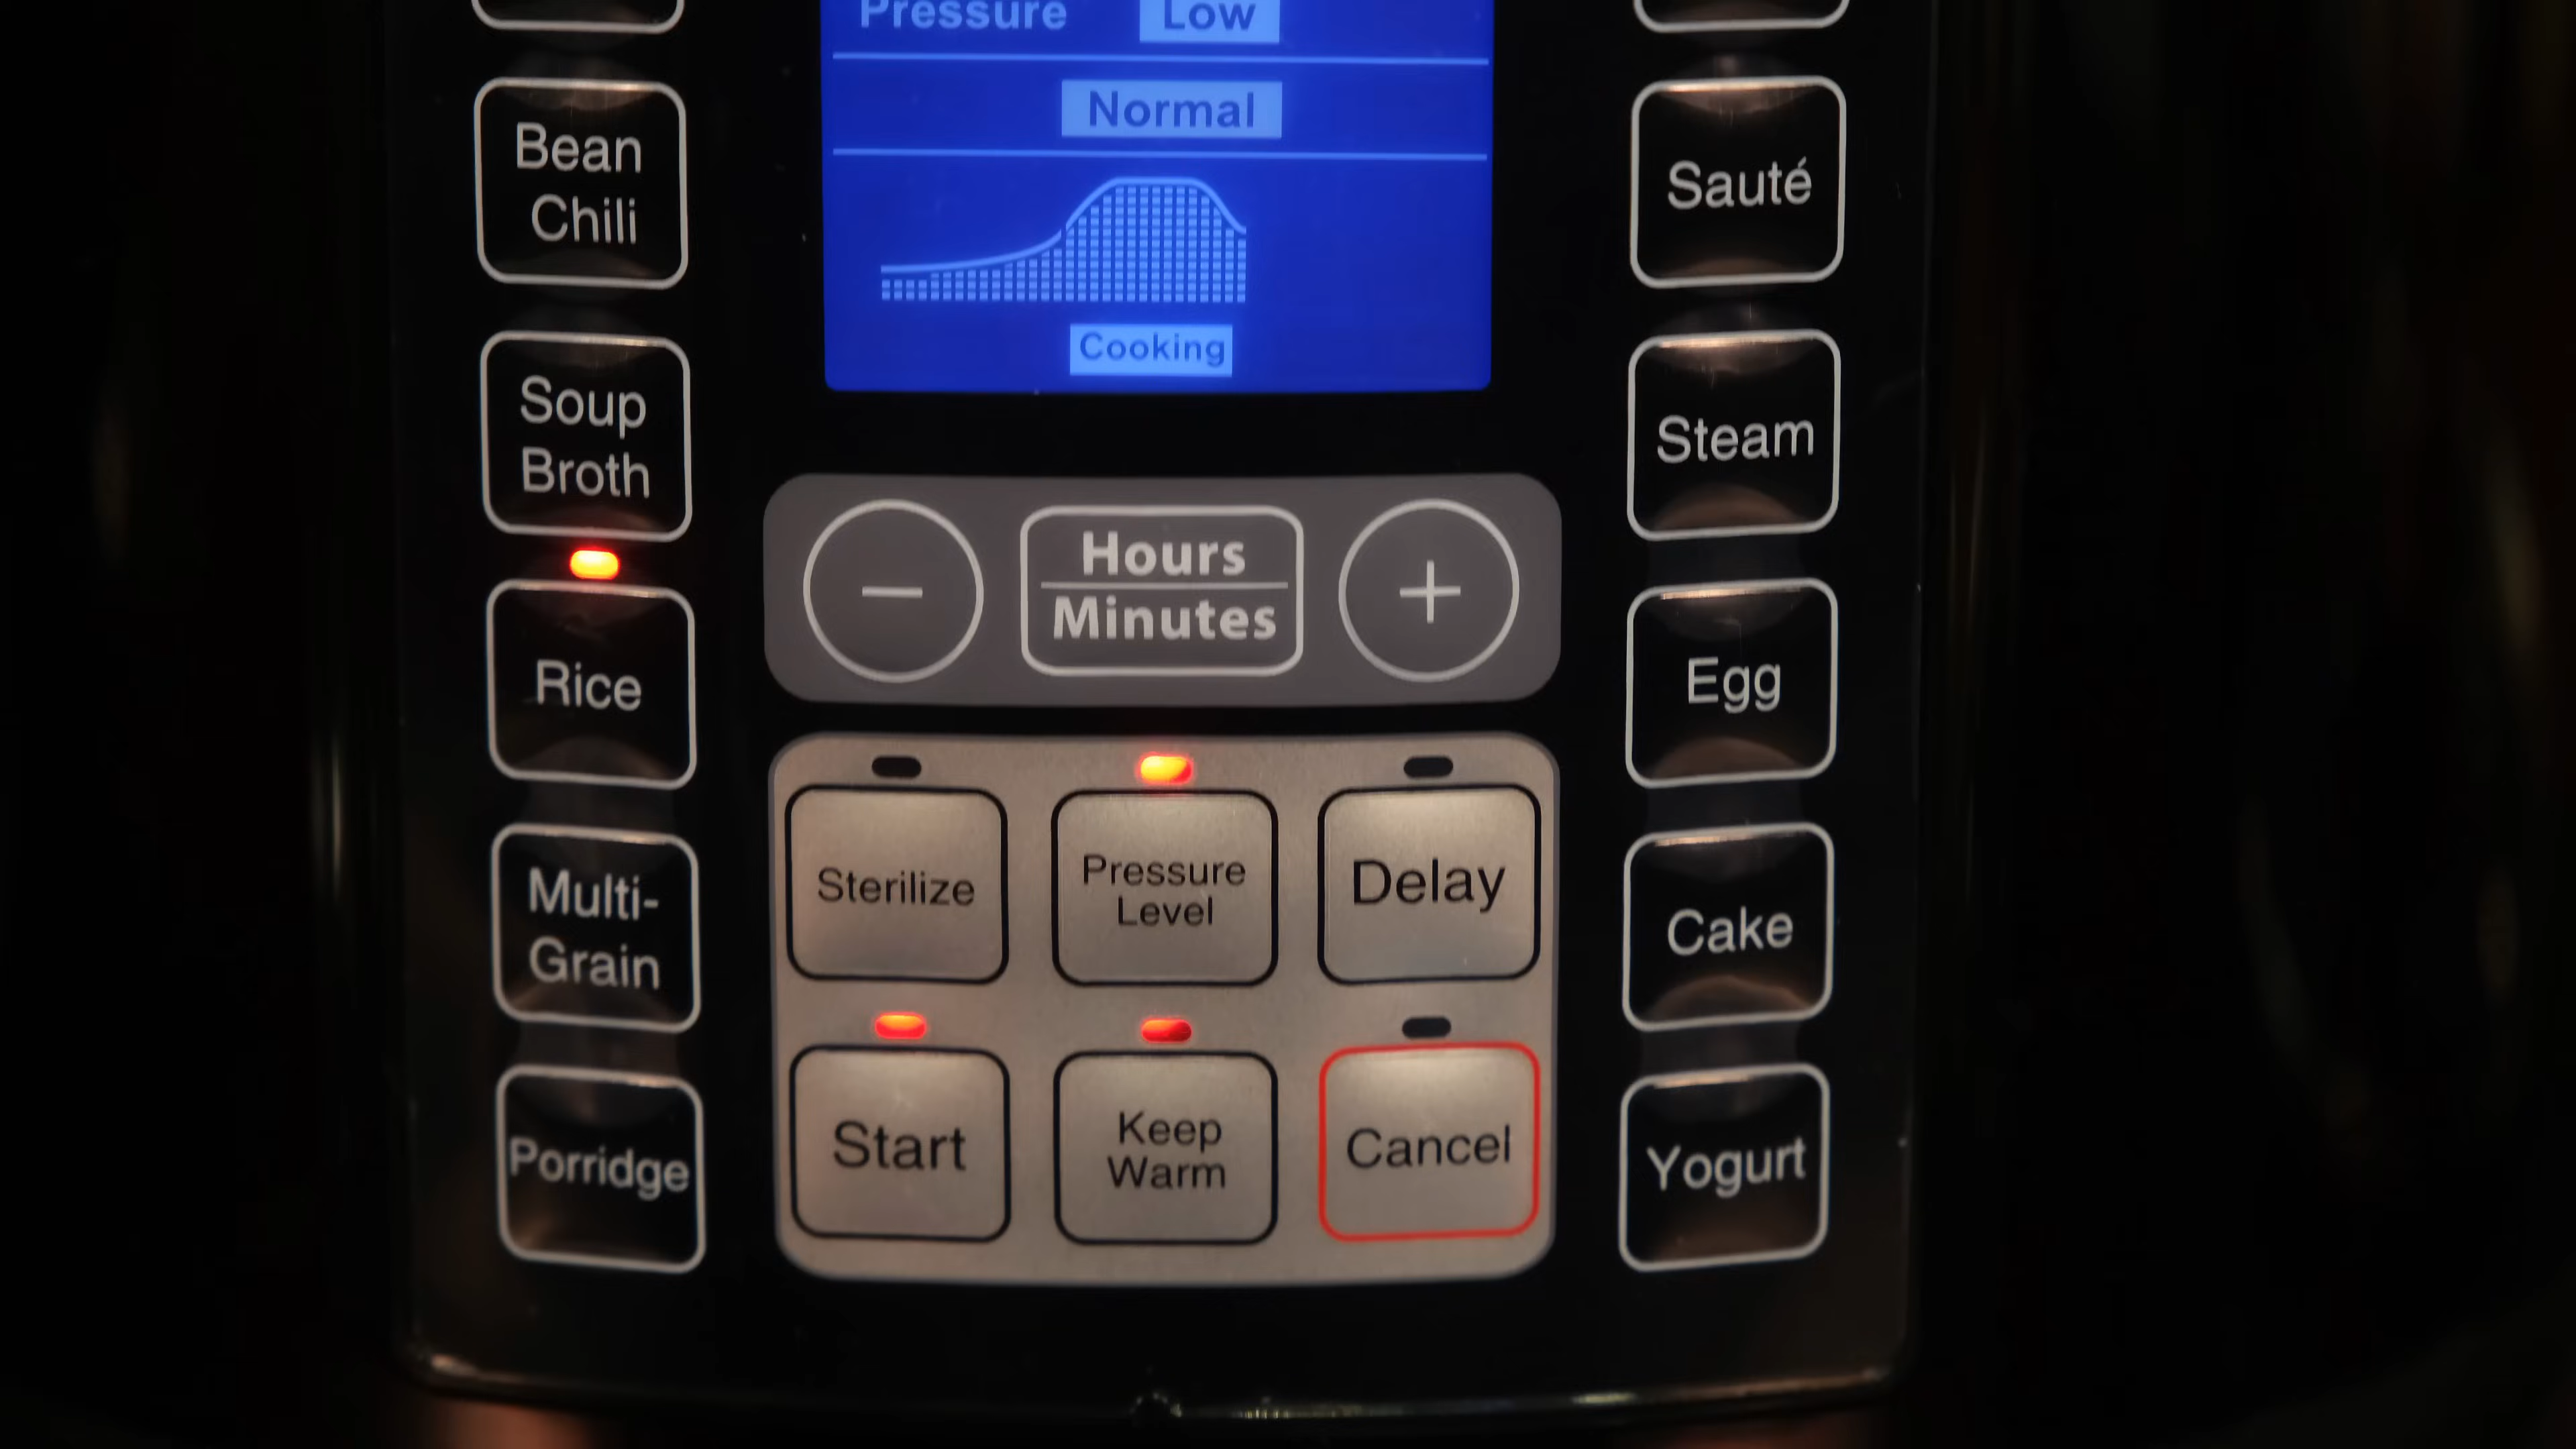 Pressure Low
Normal
Cooking
Bean
Chili
Soup
Broth
Rice
Multi-
Grain
Porridge
−
Hours
Minutes
+
Sterilize
Pressure
Level
Delay
Start
Keep
Warm
Cancel
Sauté
Steam
Egg
Cake
Yogurt